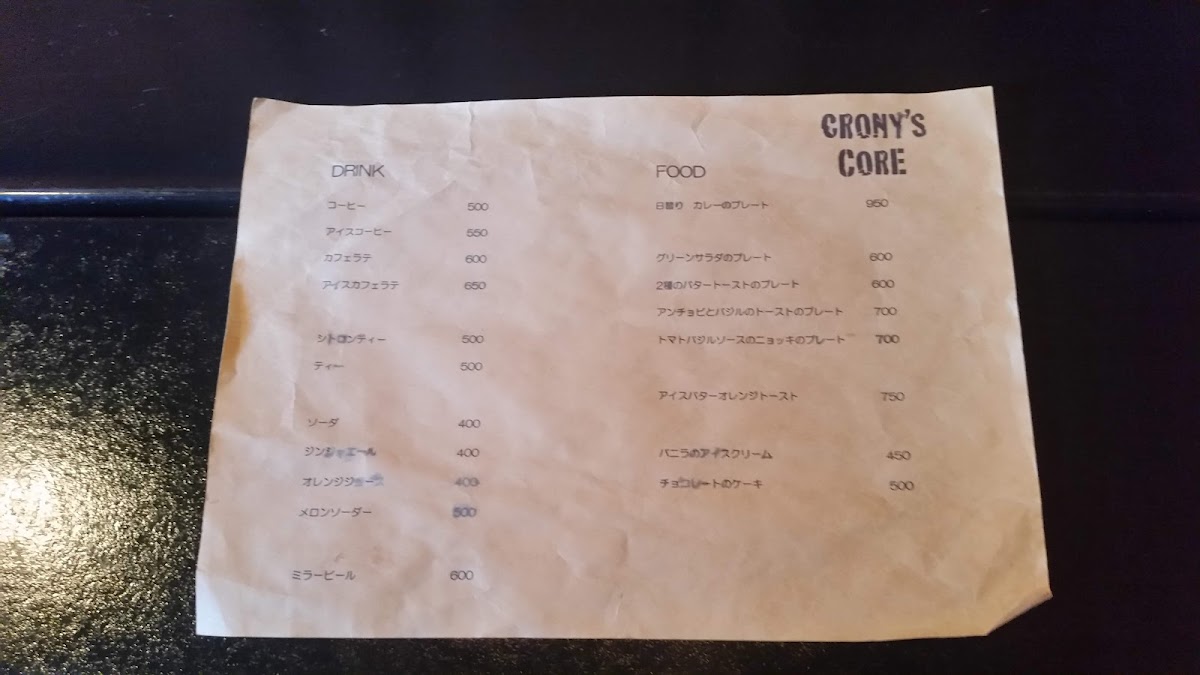 CRONY'S
CORE
DRINK
コーヒー 500
アイスコーヒー 550
カフェラテ 600
アイスカフェラテ 650
シトロンティー 500
ティー 500
ソーダ 400
ジンジャエール 400
オレンジジュース 400
メロンソーダー 500
ミラービール 600
FOOD
日替り カレーのプレート 950
グリーンサラダのプレート 600
2種のバタートーストのプレート 600
アンチョビとバジルのトーストのプレート 700
トマトバジルソースのニョッキのプレート 700
アイスバターオレンジトースト 750
バニラのアイスクリーム 450
チョコレートのケーキ 500